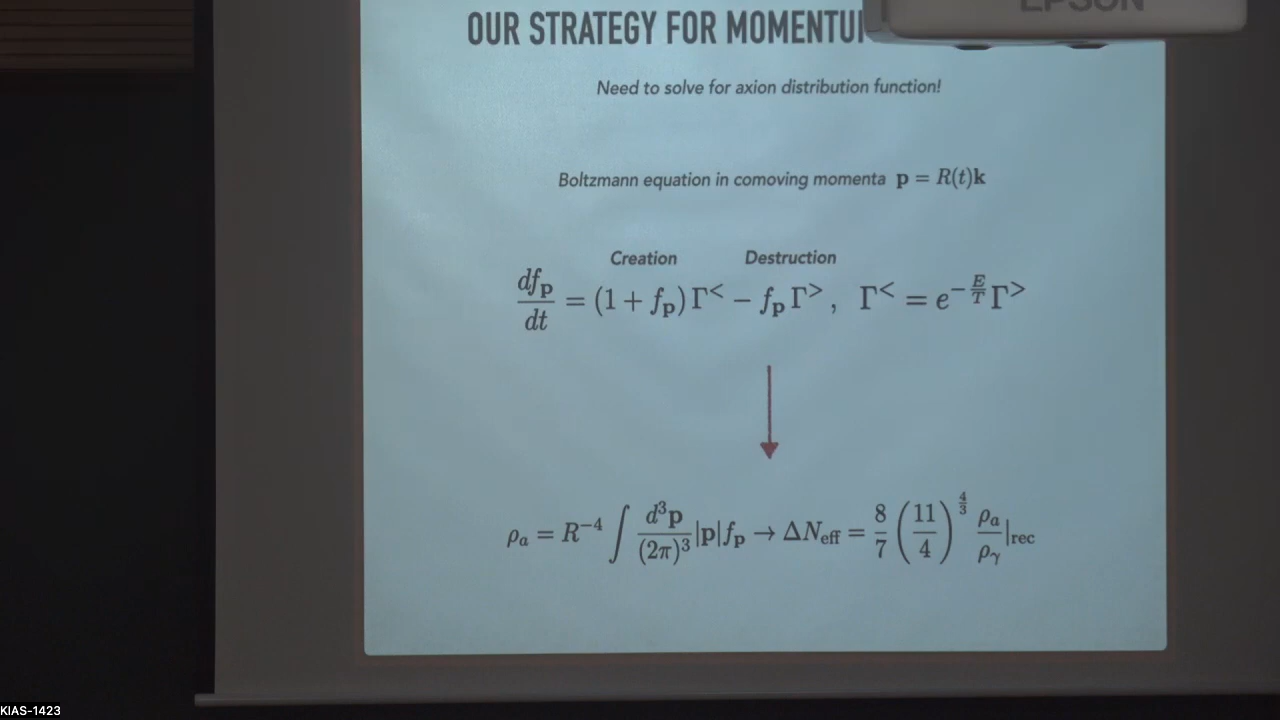 EPSON
OUR STRATEGY FOR
Need to solve for axion distribution function!
Boltzmann equation in comoving momenta p = R(t)k
Creation Destruction
df_p/dt = (1 + f_p) Γ^< − f_p Γ^> , Γ^< = e^{−E/T} Γ^>
ρ_a = R^{−4} ∫ d³p/(2π)³ |p| f_p → ΔN_eff = 8/7 (11/4)^{4/3} ρ_a/ρ_γ |_rec
KIAS-1423